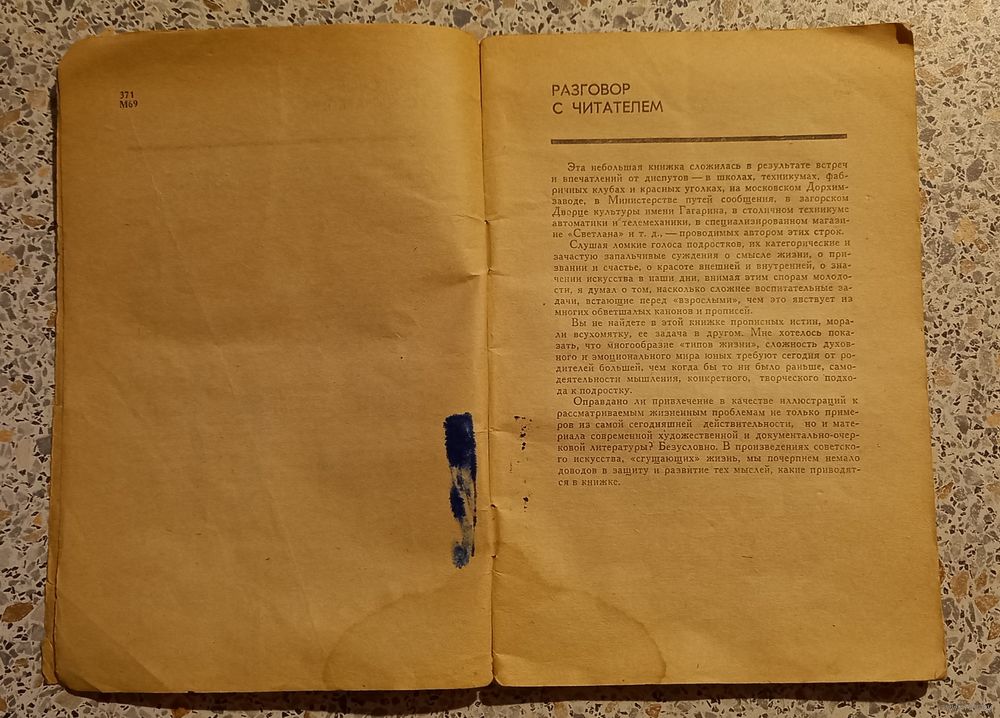 371
М69
РАЗГОВОР
С ЧИТАТЕЛЕМ
Эта небольшая книжка сложилась в результате встреч
и впечатлений от диспутов — в школах, техникумах, фаб-
ричных клубах и красных уголках, на московском Дорхим-
заводе, в Министерстве путей сообщения, в загорском
Дворце культуры имени Гагарина, в столичном техникуме
автоматики и телемеханики, в специализированном магази-
не «Светлана» и т. д., — проводимых автором этих строк.
Слушая ломкие голоса подростков, их категорические и
зачастую запальчивые суждения о смысле жизни, о при-
звании и счастье, о красоте внешней и внутренней, о зна-
чении искусства в наши дни, внимая этим спорам молодо-
сти, я думал о том, насколько сложнее воспитательные за-
дачи, встающие перед «взрослыми», чем это явствует из
многих обветшалых канонов и прописей.
Вы не найдете в этой книжке прописных истин, мора-
ли всухомятку, ее задача в другом. Мне хотелось пока-
зать, что многообразие «типов жизни», сложность духов-
ного и эмоционального мира юных требуют сегодня от ро-
дителей большей, чем когда бы то ни было раньше, само-
деятельности мышления, конкретного, творческого подхо-
да к подростку.
Оправдано ли привлечение в качестве иллюстраций к
рассматриваемым жизненным проблемам не только приме-
ров из самой сегодняшней действительности, но и мате-
риала современной художественной и документально-очер-
ковой литературы? Безусловно. В произведениях советско-
го искусства, «сгущающих» жизнь, мы почерпнем немало
доводов в защиту и развитие тех мыслей, какие приводят-
ся в книжке.